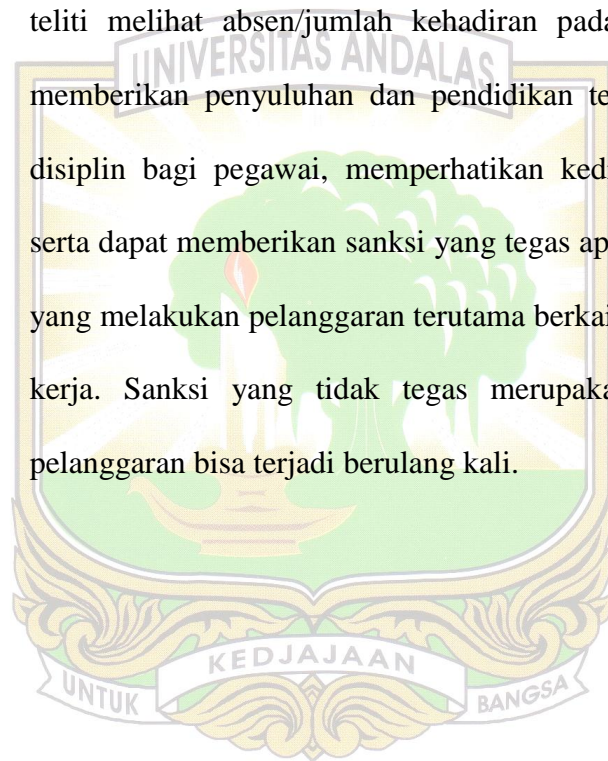 teliti melihat absen/jumlah kehadiran pada
UNIVERSITAS ANDALAS
memberikan penyuluhan dan pendidikan te
disiplin bagi pegawai, memperhatikan kedi
serta dapat memberikan sanksi yang tegas ap
yang melakukan pelanggaran terutama berkai
kerja. Sanksi yang tidak tegas merupaka
pelanggaran bisa terjadi berulang kali.
UNTUK KEDJAJAAN BANGSA